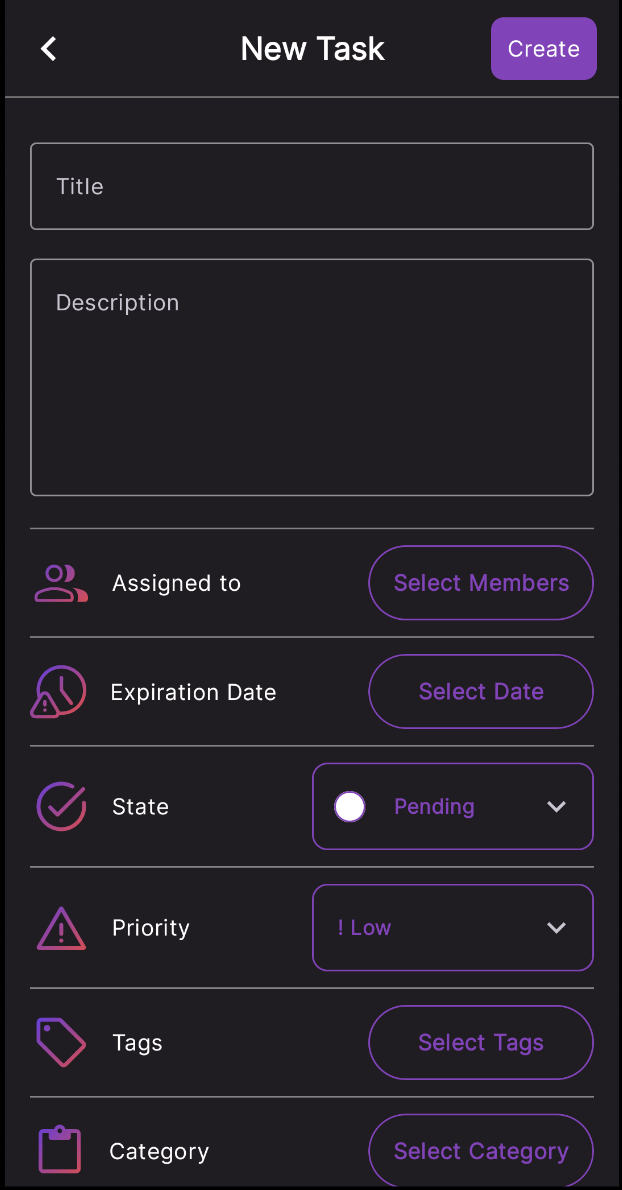 New Task
Create
Title
Description
Assigned to
Select Members
Expiration Date
Select Date
State
Pending
Priority
! Low
Tags
Select Tags
Category
Select Category